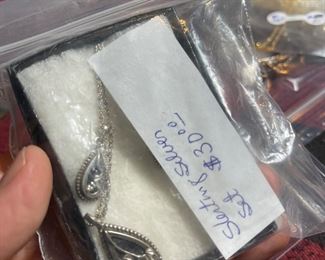 Sterling Silver
Set $30.00